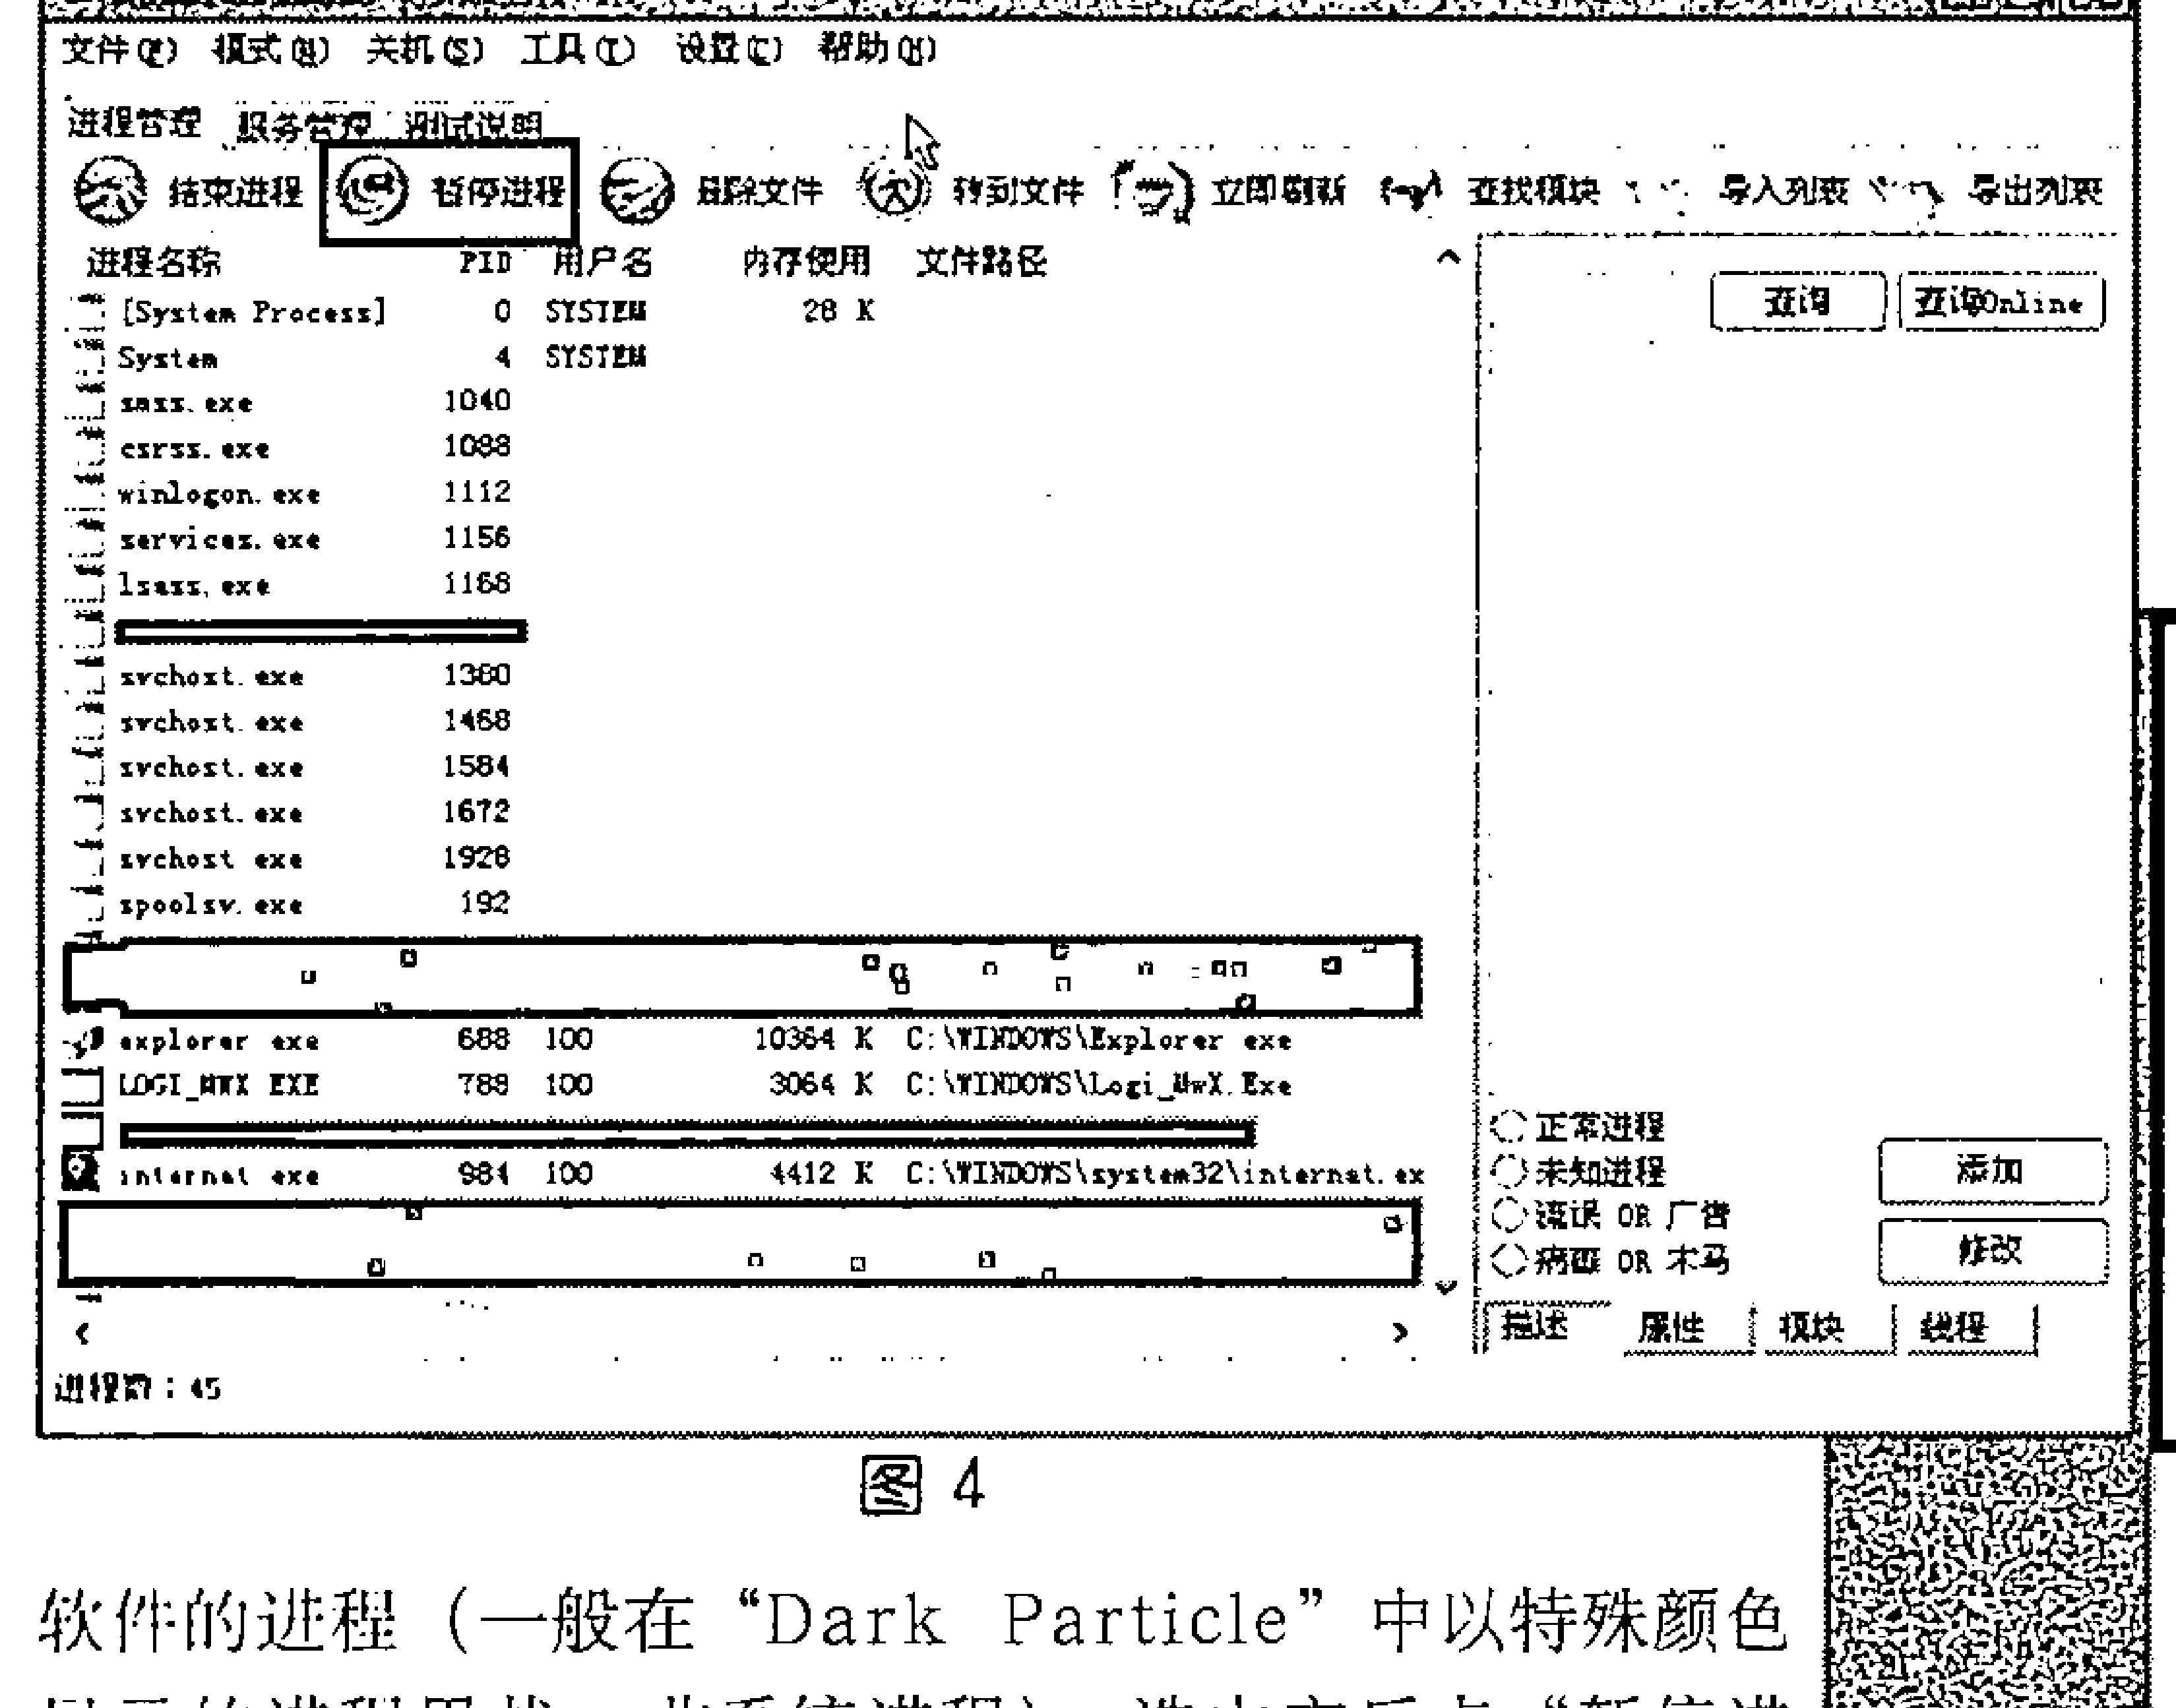 文件(F) 模式(M) 关机(S) 工具(T) 设置(C) 帮助(H)
进程管理 服务管理 测试说明
结束进程 暂停进程 删除文件 转到文件 立即刷新 查找模块 导入列表 导出列表
进程名称 PID 用户名 内存使用 文件路径
查询 查询Online
[System Process] 0 SYSTEM 28 K
System 4 SYSTEM
smss.exe 1040
csrss.exe 1088
winlogon.exe 1112
services.exe 1156
lsass.exe 1168
svchost.exe 1380
svchost.exe 1468
svchost.exe 1584
svchost.exe 1672
svchost exe 1928
spoolsv.exe 192
explorer exe 688 100 10364 K C:\WINDOWS\Explorer exe
LOGI_MWX EXE 788 100 3064 K C:\WINDOWS\Logi_MwX.Exe
internat exe 984 100 4412 K C:\WINDOWS\system32\internat.ex
正常进程
未知进程
流氓 OR 广告
病毒 OR 木马
添加
修改
描述 属性 模块 线程
进程数：45
图 4
软件的进程（一般在“Dark Particle”中以特殊颜色